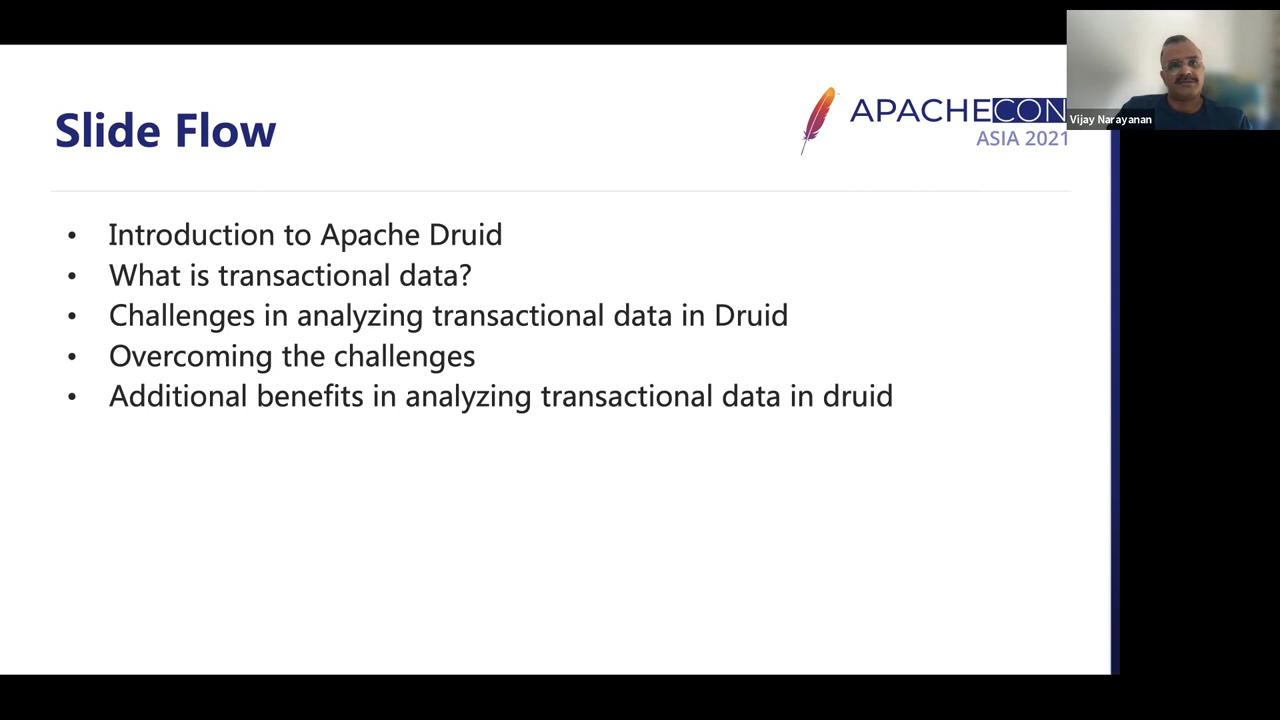 Slide Flow
APACHECON
ASIA 2021
Vijay Narayanan
• Introduction to Apache Druid
• What is transactional data?
• Challenges in analyzing transactional data in Druid
• Overcoming the challenges
• Additional benefits in analyzing transactional data in druid